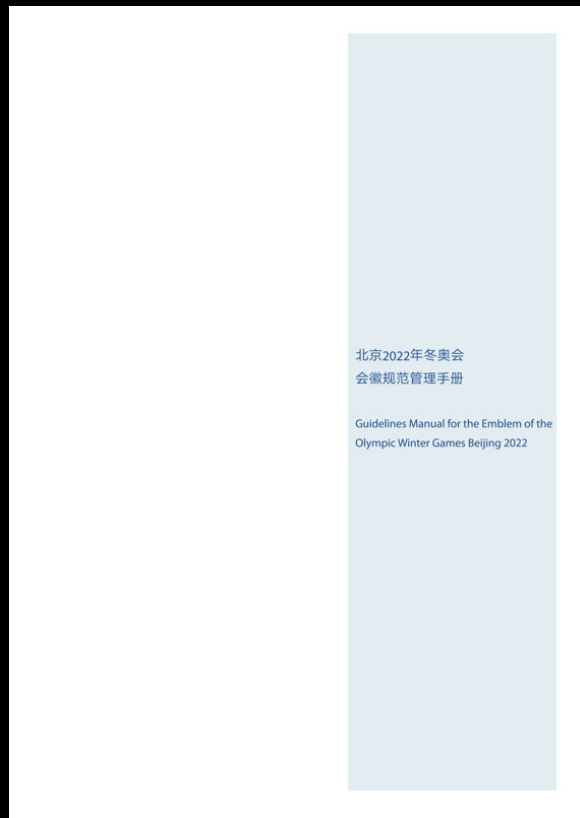 北京2022年冬奥会
会徽规范管理手册
Guidelines Manual for the Emblem of the
Olympic Winter Games Beijing 2022